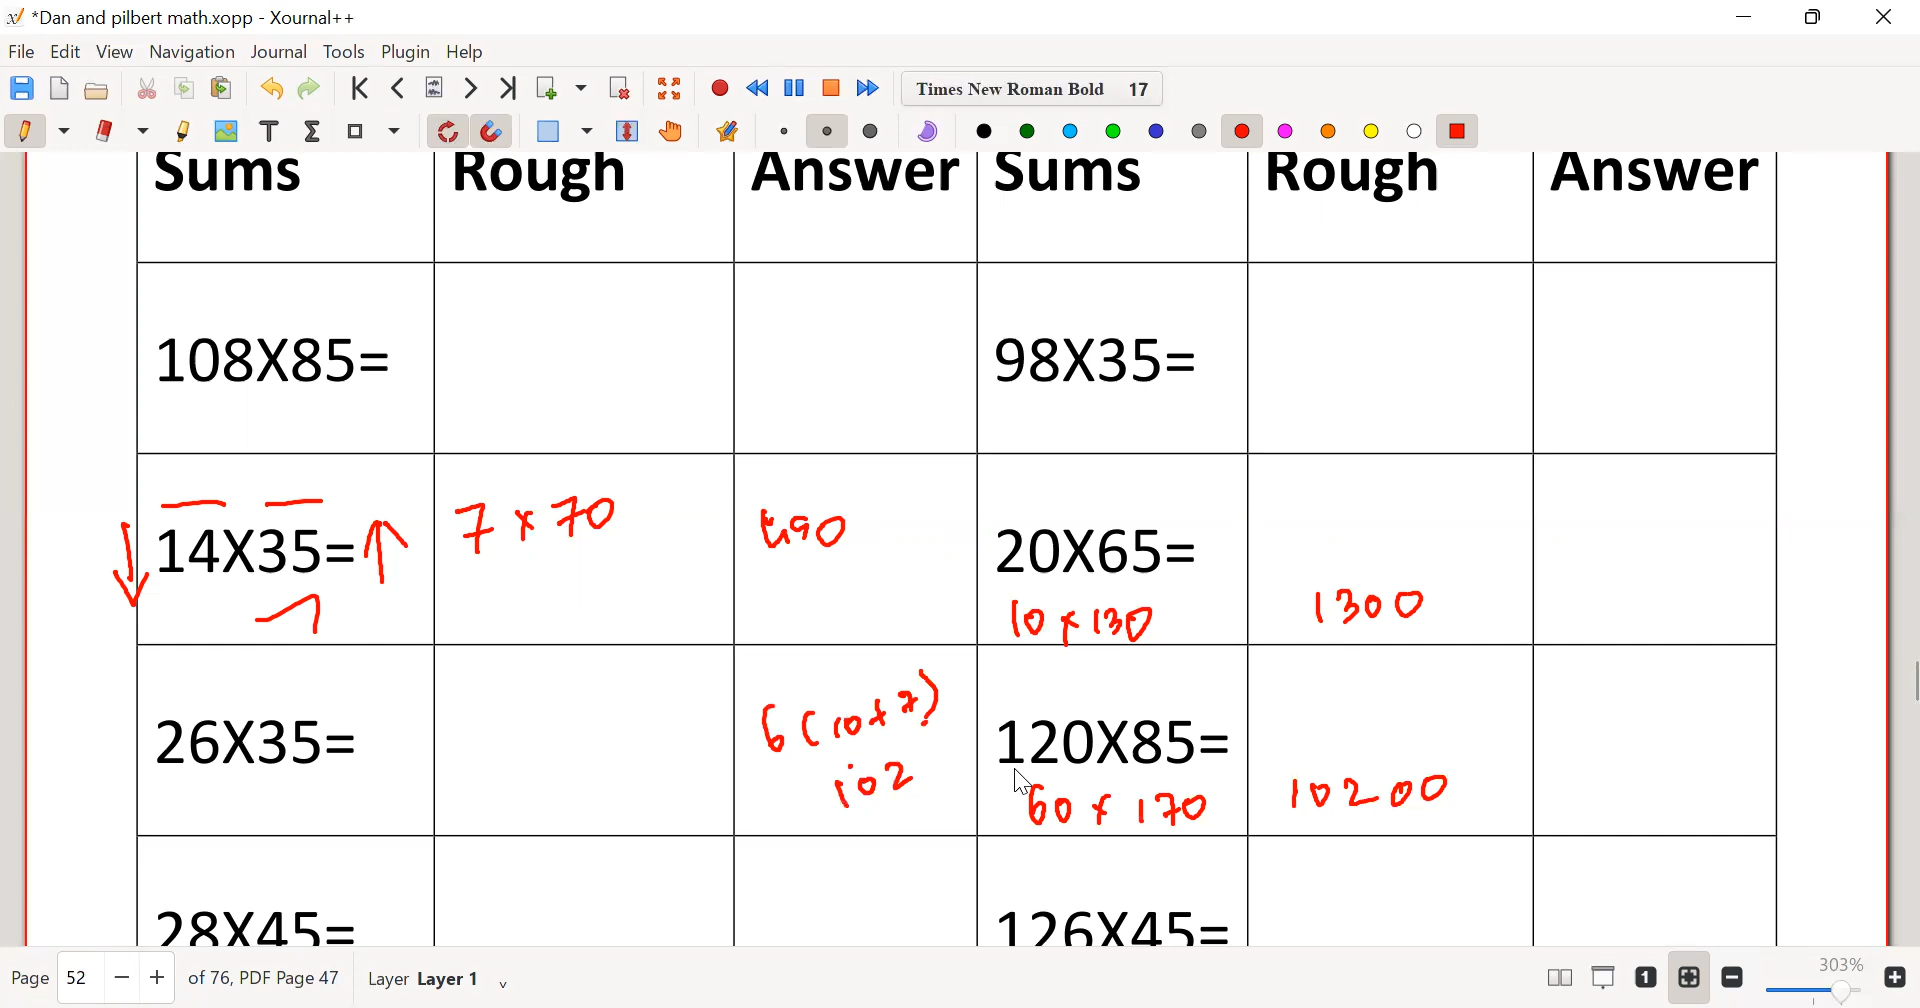 *Dan and pilbert math.xopp - Xournal++
File Edit View Navigation Journal Tools Plugin Help
Times New Roman Bold 17
Sums Rough Answer Sums Rough Answer
108X85= 98X35=
14X35= 7 x 70 490 20X65=
10 x 130 1300
26X35= 6(10+7) 120X85=
102 60 x 170 10200
28X45= 126X45=
Page 52 of 76, PDF Page 47 Layer Layer 1 303%